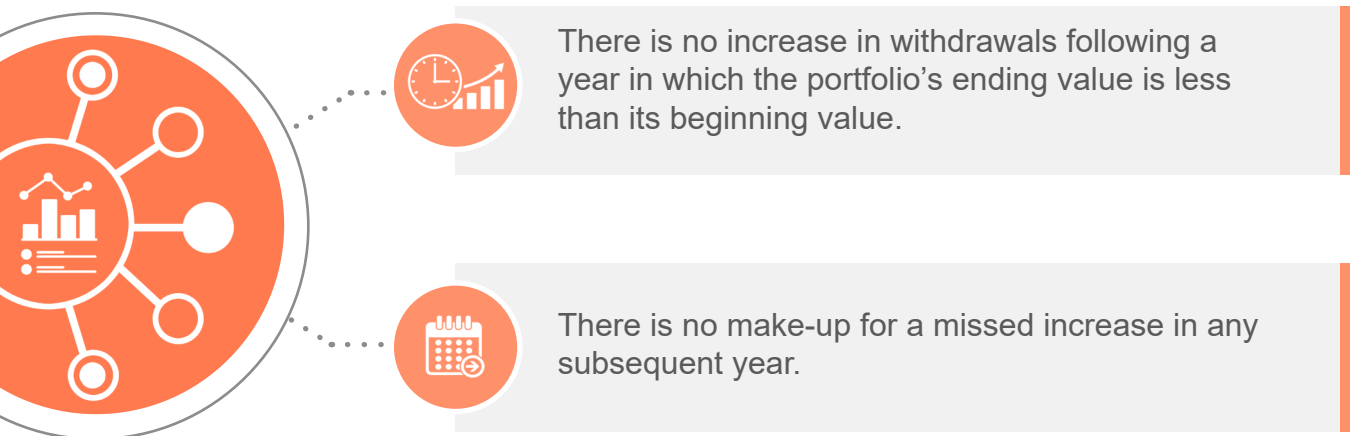 There is no increase in withdrawals following a
year in which the portfolio’s ending value is less
than its beginning value.
There is no make-up for a missed increase in any
subsequent year.